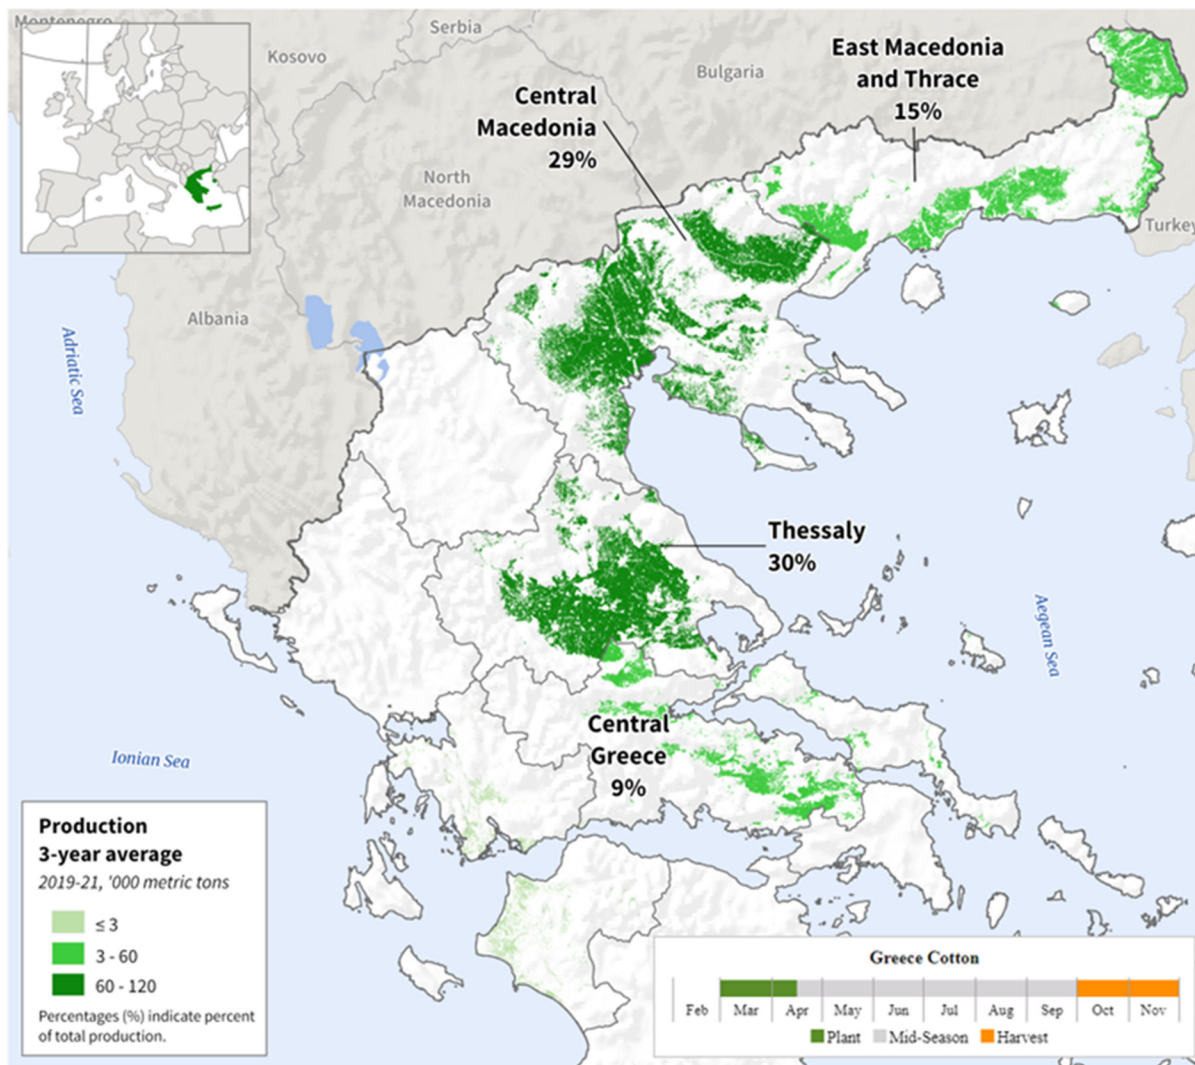 Montenegro
Serbia
Kosovo
Bulgaria
North
Macedonia
Albania
Turkey
East Macedonia
and Thrace
15%
Central
Macedonia
29%
Thessaly
30%
Central
Greece
9%
Adriatic Sea
Ionian Sea
Aegean Sea
Production
3-year average
2019-21, '000 metric tons
≤ 3
3 - 60
60 - 120
Percentages (%) indicate percent
of total production.
Greece Cotton
Feb Mar Apr May Jun Jul Aug Sep Oct Nov
Plant Mid-Season Harvest